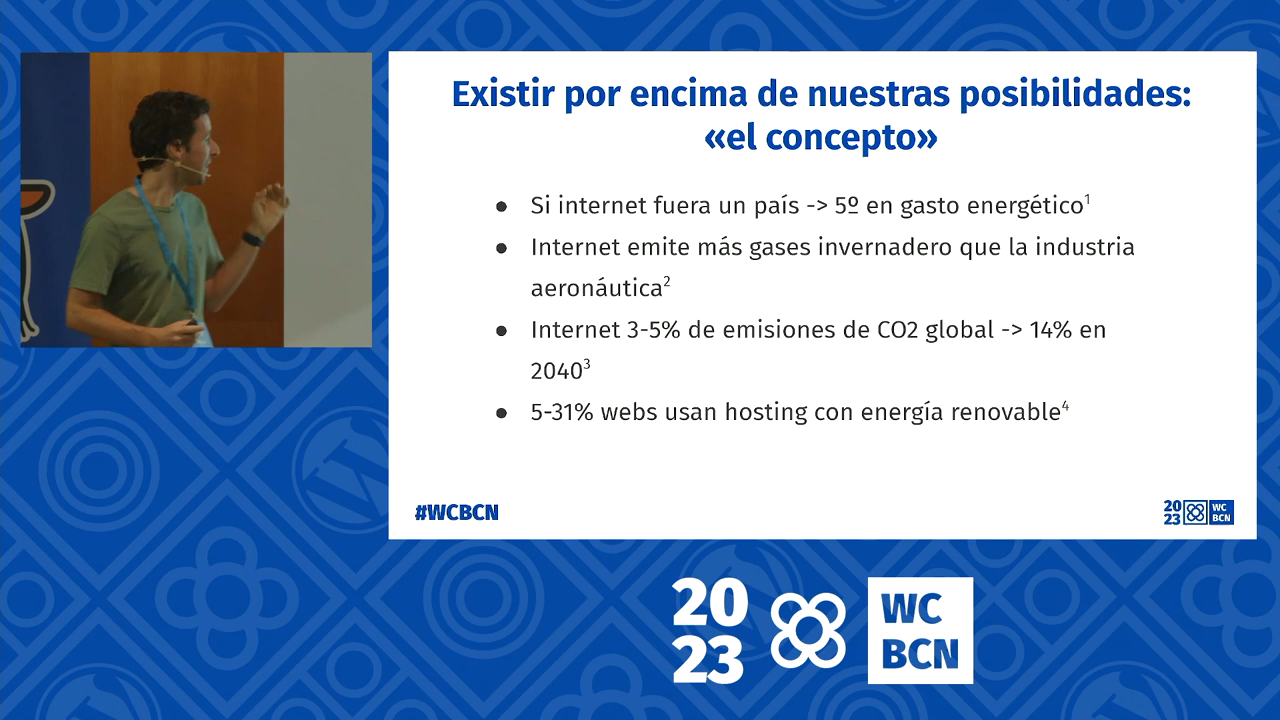 Existir por encima de nuestras posibilidades:
«el concepto»
● Si internet fuera un país -> 5º en gasto energético¹
● Internet emite más gases invernadero que la industria
aeronáutica²
● Internet 3-5% de emisiones de CO2 global -> 14% en
2040³
● 5-31% webs usan hosting con energía renovable⁴
#WCBCN
20
23
WC
BCN
20
23
WC
BCN